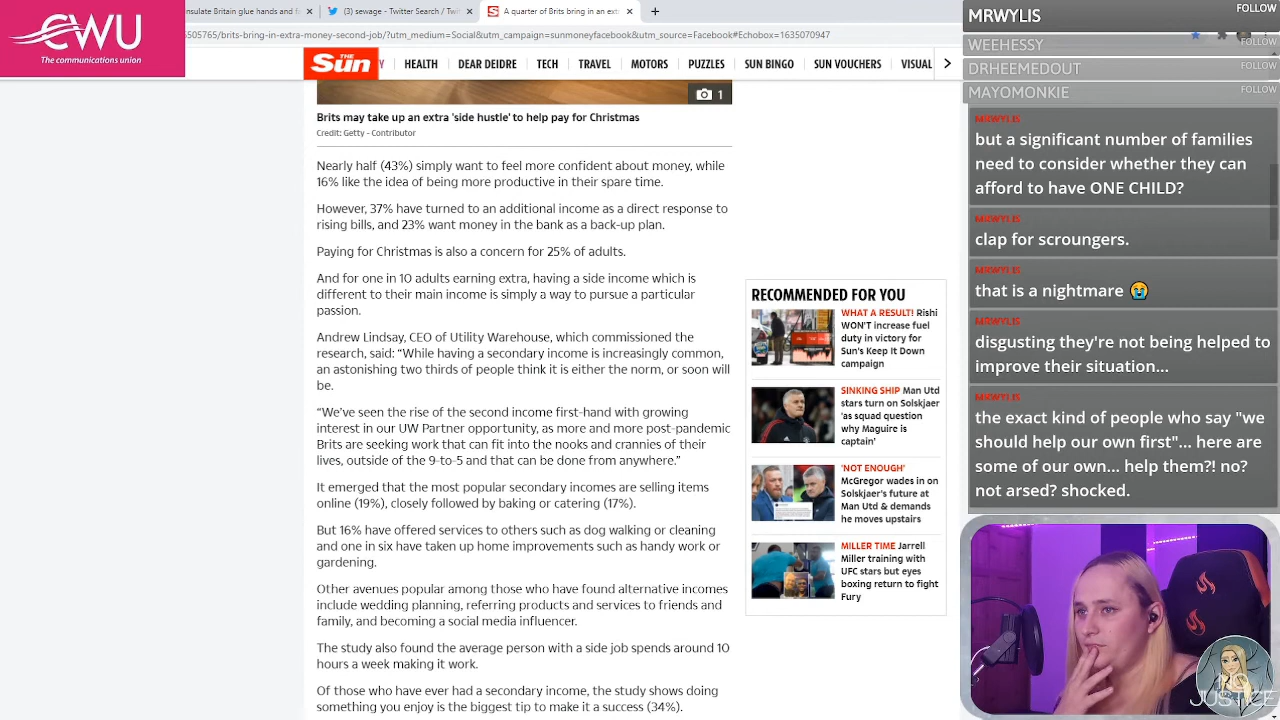 CWU
The communications union
nsulate Britain glue hands and f
(3) sewage - Twitter Search / Twit
A quarter of Brits bring in an ext
5505765/brits-bring-in-extra-money-second-job/?utm_medium=Social&utm_campaign=sunmoneyfacebook&utm_source=Facebook#Echobox=1635070947
THE Sun
Y
HEALTH
DEAR DEIDRE
TECH
TRAVEL
MOTORS
PUZZLES
SUN BINGO
SUN VOUCHERS
VISUAL
1
Brits may take up an extra 'side hustle' to help pay for Christmas
Credit: Getty - Contributor
Nearly half (43%) simply want to feel more confident about money, while
16% like the idea of being more productive in their spare time.
However, 37% have turned to an additional income as a direct response to
rising bills, and 23% want money in the bank as a back-up plan.
Paying for Christmas is also a concern for 25% of adults.
And for one in 10 adults earning extra, having a side income which is
different to their main income is simply a way to pursue a particular
passion.
Andrew Lindsay, CEO of Utility Warehouse, which commissioned the
research, said: “While having a secondary income is increasingly common,
an astonishing two thirds of people think it is either the norm, or soon will
be.
“We've seen the rise of the second income first-hand with growing
interest in our UW Partner opportunity, as more and more post-pandemic
Brits are seeking work that can fit into the nooks and crannies of their
lives, outside of the 9-to-5 and that can be done from anywhere.”
It emerged that the most popular secondary incomes are selling items
online (19%), closely followed by baking or catering (17%).
But 16% have offered services to others such as dog walking or cleaning
and one in six have taken up home improvements such as handy work or
gardening.
Other avenues popular among those who have found alternative incomes
include wedding planning, referring products and services to friends and
family, and becoming a social media influencer.
The study also found the average person with a side job spends around 10
hours a week making it work.
Of those who have ever had a secondary income, the study shows doing
something you enjoy is the biggest tip to make it a success (34%).
RECOMMENDED FOR YOU
WHAT A RESULT! Rishi
WON'T increase fuel
duty in victory for
Sun's Keep It Down
campaign
SINKING SHIP Man Utd
stars turn on Solskjaer
'as squad question
why Maguire is
captain'
'NOT ENOUGH'
McGregor wades in on
Solskjaer's future at
Man Utd & demands
he moves upstairs
MILLER TIME Jarrell
Miller training with
UFC stars but eyes
boxing return to fight
Fury
MRWYLIS
FOLLOW
WEEHESSY
FOLLOW
DRHEEMEDOUT
FOLLOW
MAYOMONKIE
FOLLOW
MRWYLIS
but a significant number of families
need to consider whether they can
afford to have ONE CHILD?
MRWYLIS
clap for scroungers.
MRWYLIS
that is a nightmare 😭
MRWYLIS
disgusting they're not being helped to
improve their situation...
MRWYLIS
the exact kind of people who say "we
should help our own first"... here are
some of our own... help them?! no?
not arsed? shocked.
JUSTICE